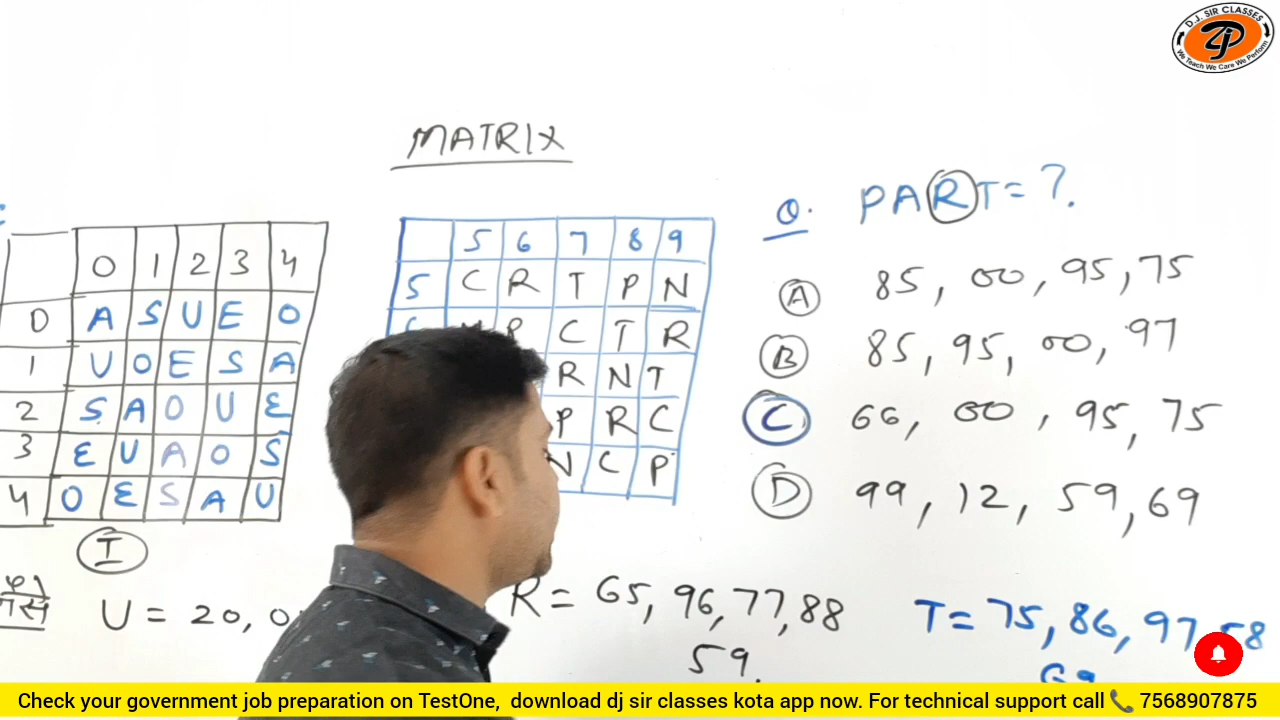 D.J. SIR CLASSES
We Teach We Care We Perform
MATRIX
Q. PART = ?
0 1 2 3 4
0 A S U E O
1 U O E S A
2 S A O U E
3 E U A O S
4 O E S A U
I
U = 20, 0
5 6 7 8 9
5 C R T P N
C T R
R N T
P R C
N C P
A 85, 00, 95, 75
B 85, 95, 00, 97
C 66, 00, 95, 75
D 99, 12, 59, 69
R = 65, 96, 77, 88
59.
T = 75, 86, 97, 58
69
Check your government job preparation on TestOne, download dj sir classes kota app now. For technical support call 7568907875